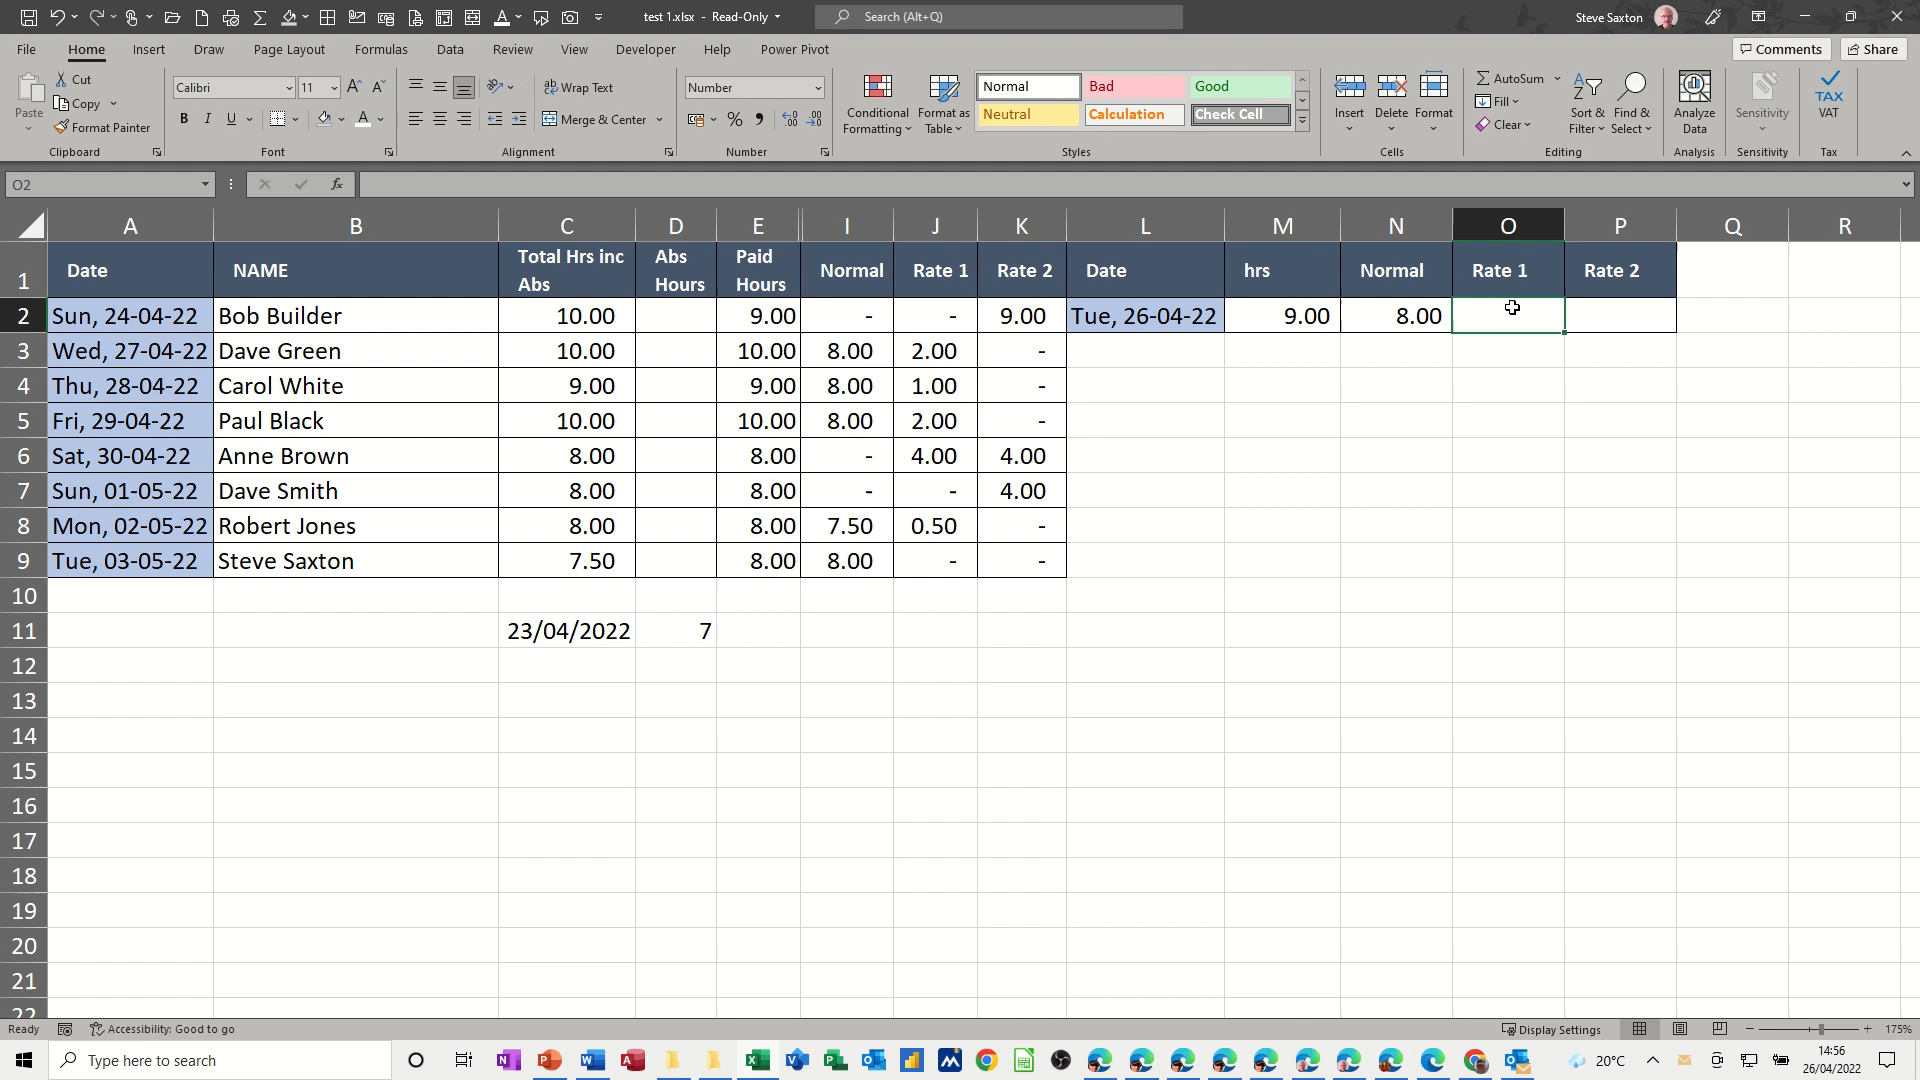 test 1.xlsx - Read-Only
Search (Alt+Q)
Steve Saxton
File Home Insert Draw Page Layout Formulas Data Review View Developer Help Power Pivot
Comments Share
Paste
Cut
Copy
Format Painter
Clipboard
Calibri 11
B I U
Font
Wrap Text
Merge & Center
Alignment
Number
Number
Conditional Formatting
Format as Table
Normal Bad Good
Neutral Calculation Check Cell
Styles
Insert Delete Format
Cells
AutoSum
Fill
Clear
Sort & Filter
Find & Select
Editing
Analyze Data
Analysis
Sensitivity
Sensitivity
TAX
VAT
Tax
O2
fx
A B C D E I J K L M N O P Q R
1 Date NAME Total Hrs inc Abs Abs Hours Paid Hours Normal Rate 1 Rate 2 Date hrs Normal Rate 1 Rate 2
2 Sun, 24-04-22 Bob Builder 10.00 9.00 - - 9.00 Tue, 26-04-22 9.00 8.00
3 Wed, 27-04-22 Dave Green 10.00 10.00 8.00 2.00 -
4 Thu, 28-04-22 Carol White 9.00 9.00 8.00 1.00 -
5 Fri, 29-04-22 Paul Black 10.00 10.00 8.00 2.00 -
6 Sat, 30-04-22 Anne Brown 8.00 8.00 - 4.00 4.00
7 Sun, 01-05-22 Dave Smith 8.00 8.00 - - 4.00
8 Mon, 02-05-22 Robert Jones 8.00 8.00 7.50 0.50 -
9 Tue, 03-05-22 Steve Saxton 7.50 8.00 8.00 - -
10
11 23/04/2022 7
12
13
14
15
16
17
18
19
20
21
22
Ready Accessibility: Good to go Display Settings 175%
Type here to search
20°C
14:56
26/04/2022